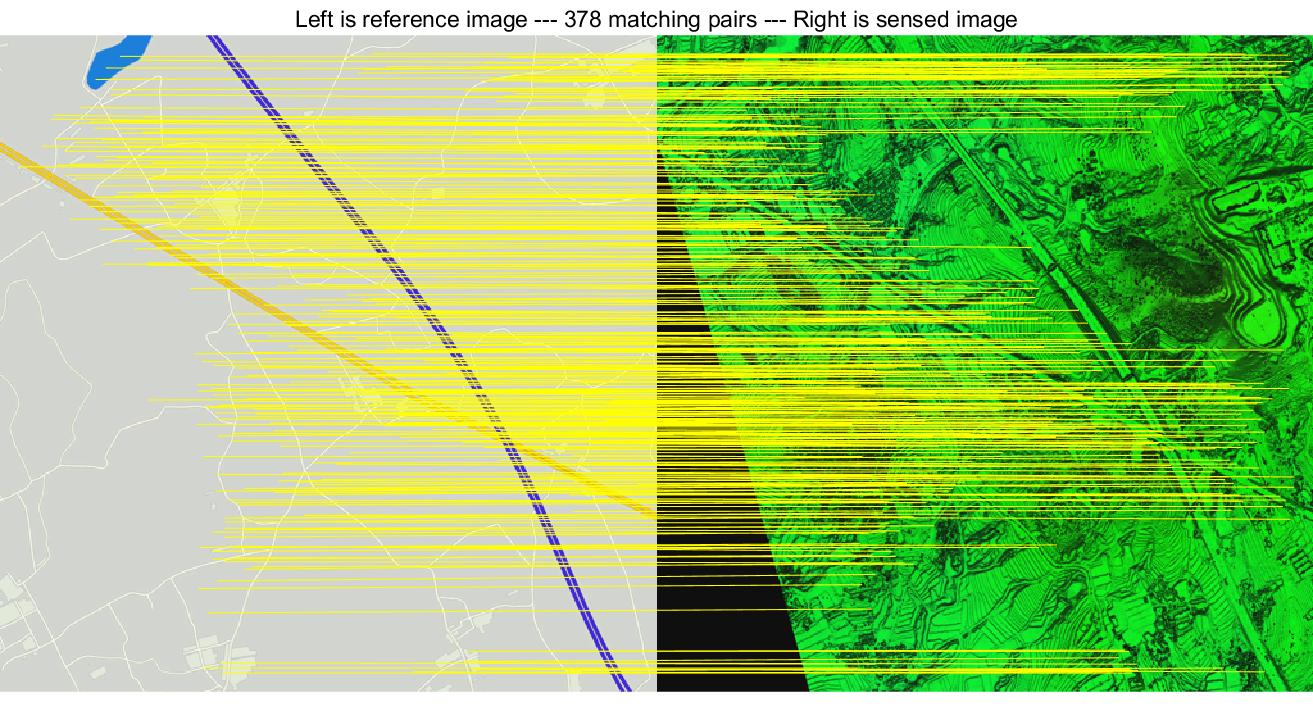 Left is reference image --- 378 matching pairs --- Right is sensed image